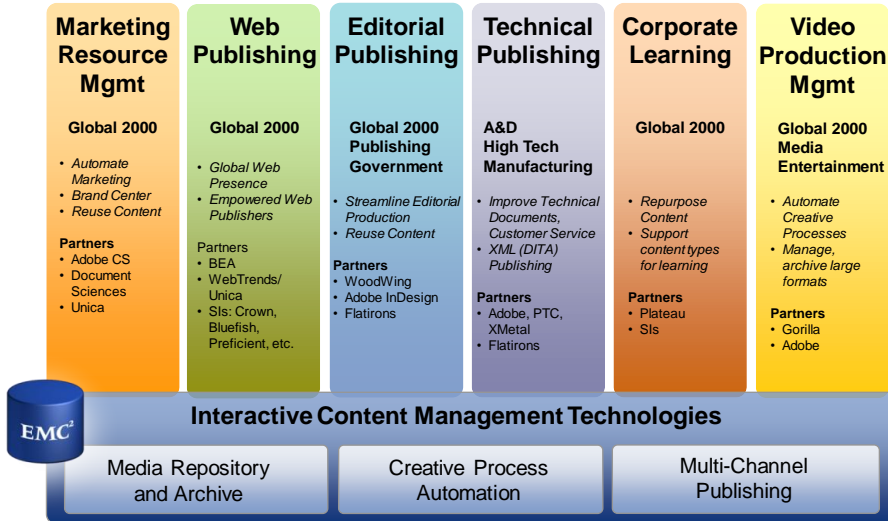 Marketing
Resource
Mgmt
Global 2000
• Automate
Marketing
• Brand Center
• Reuse Content
Partners
• Adobe CS
• Document
Sciences
• Unica
Web
Publishing
Global 2000
• Global Web
Presence
• Empowered Web
Publishers
Partners
• BEA
• WebTrends/
Unica
• SIs: Crown,
Bluefish,
Preficient, etc.
Editorial
Publishing
Global 2000
Publishing
Government
• Streamline Editorial
Production
• Reuse Content
Partners
• WoodWing
• Adobe InDesign
• Flatirons
Technical
Publishing
A&D
High Tech
Manufacturing
• Improve Technical
Documents,
Customer Service
• XML (DITA)
Publishing
Partners
• Adobe, PTC,
XMetal
• Flatirons
Corporate
Learning
Global 2000
• Repurpose
Content
• Support
content types
for learning
Partners
• Plateau
• SIs
Video
Production
Mgmt
Global 2000
Media
Entertainment
• Automate
Creative
Processes
• Manage,
archive large
formats
Partners
• Gorilla
• Adobe
EMC²
Interactive Content Management Technologies
Media Repository
and Archive
Creative Process
Automation
Multi-Channel
Publishing